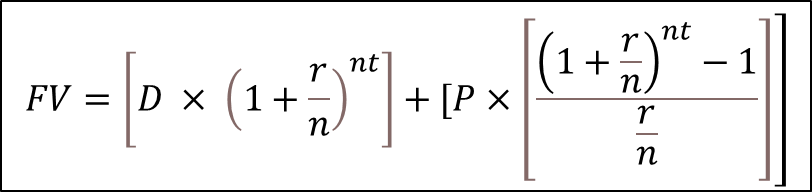 FV = [D × (1 + r/n)^nt] + [P × [((1 + r/n)^nt − 1)/(r/n)]]